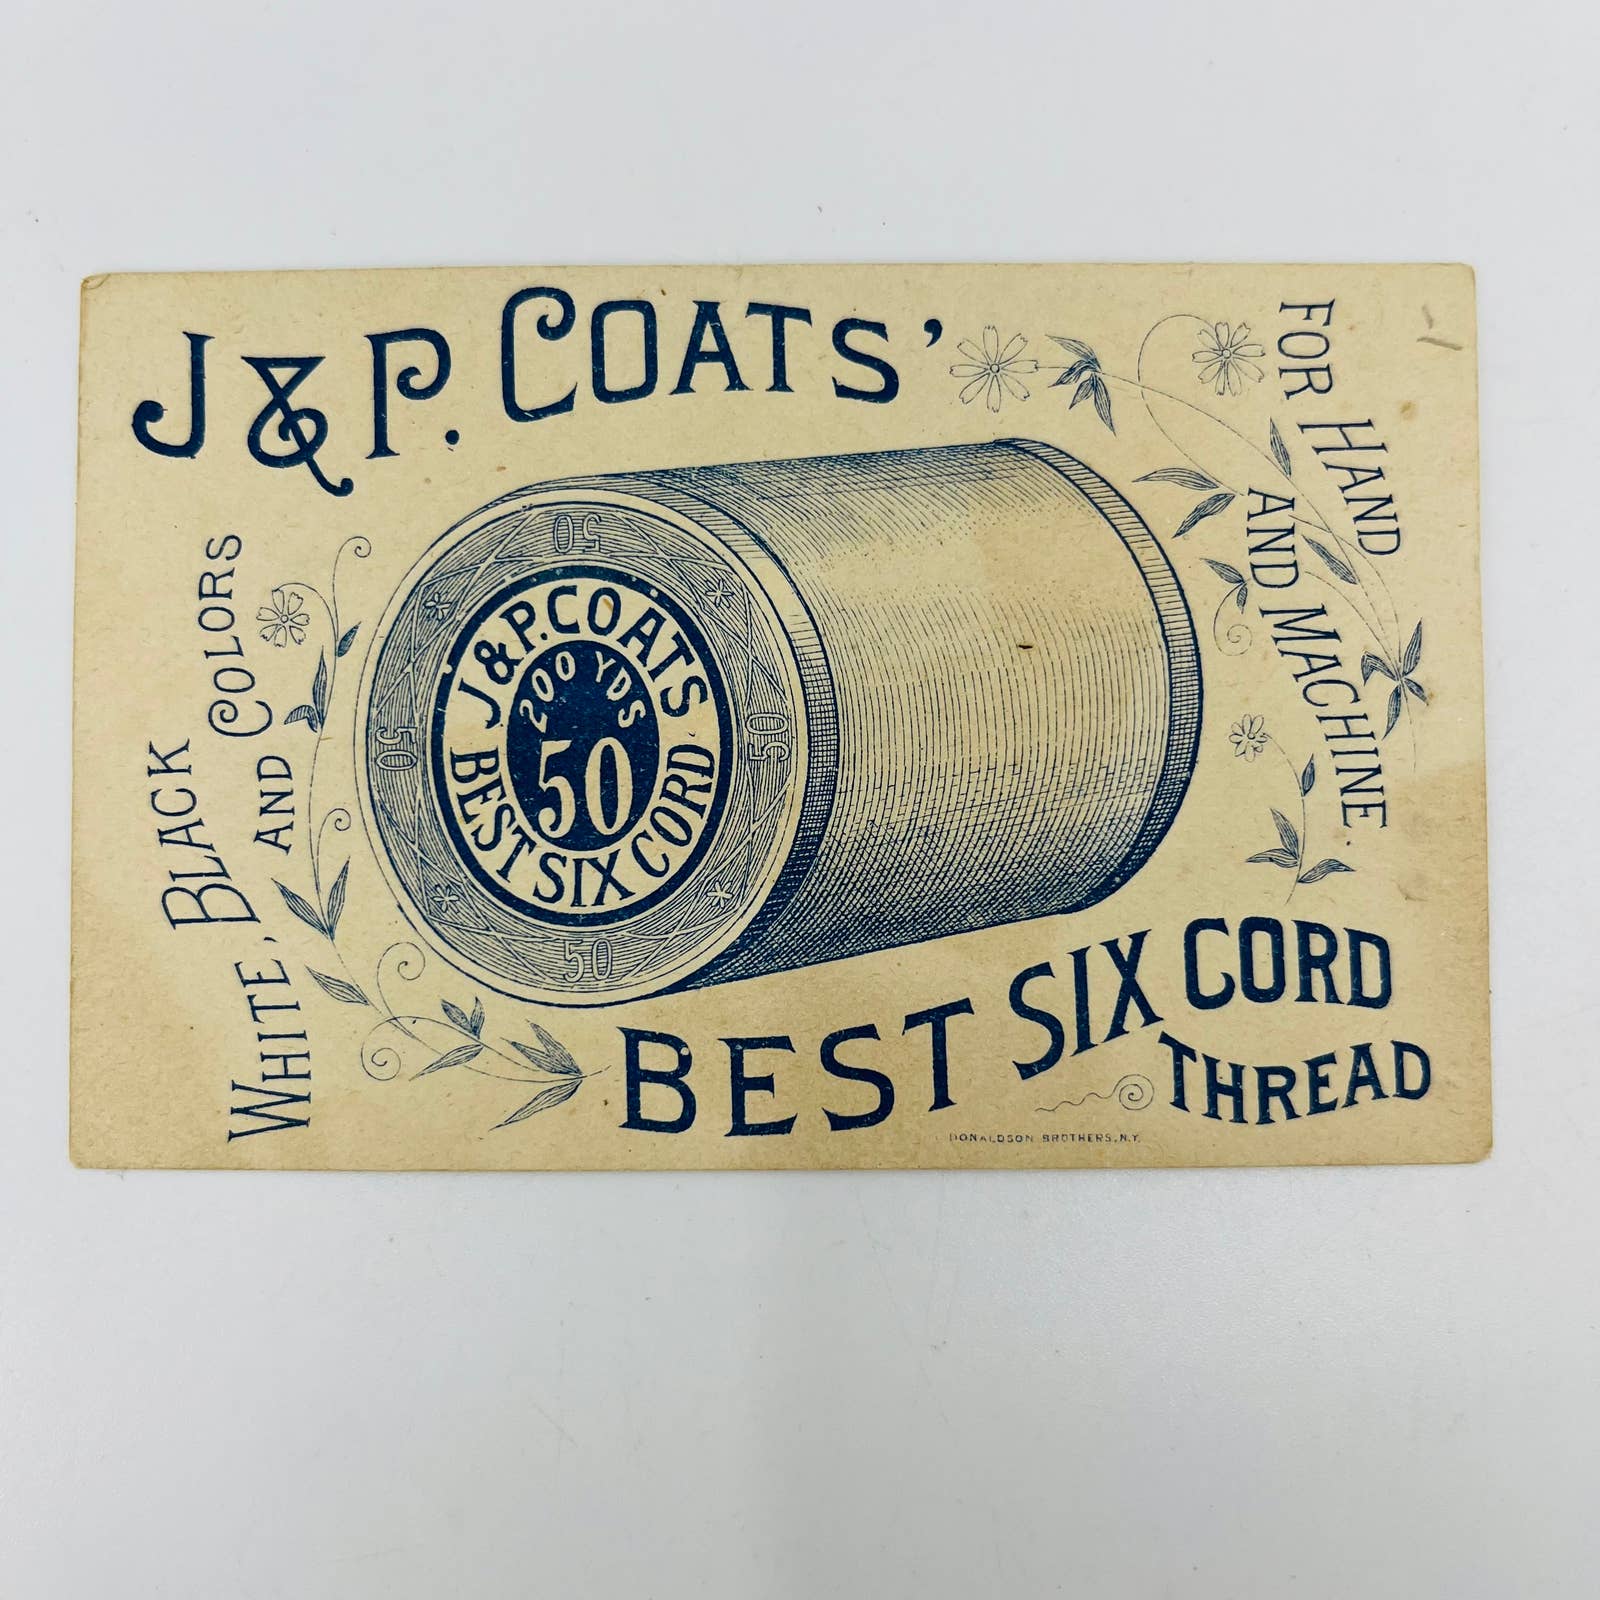 J & P. COATS'
FOR HAND
AND MACHINE
BLACK
WHITE, AND COLORS
50
50
50
50
J & P. COATS
200 YDS
50
BEST SIX CORD
BEST SIX CORD
THREAD
DONALDSON BROTHERS, N.Y.